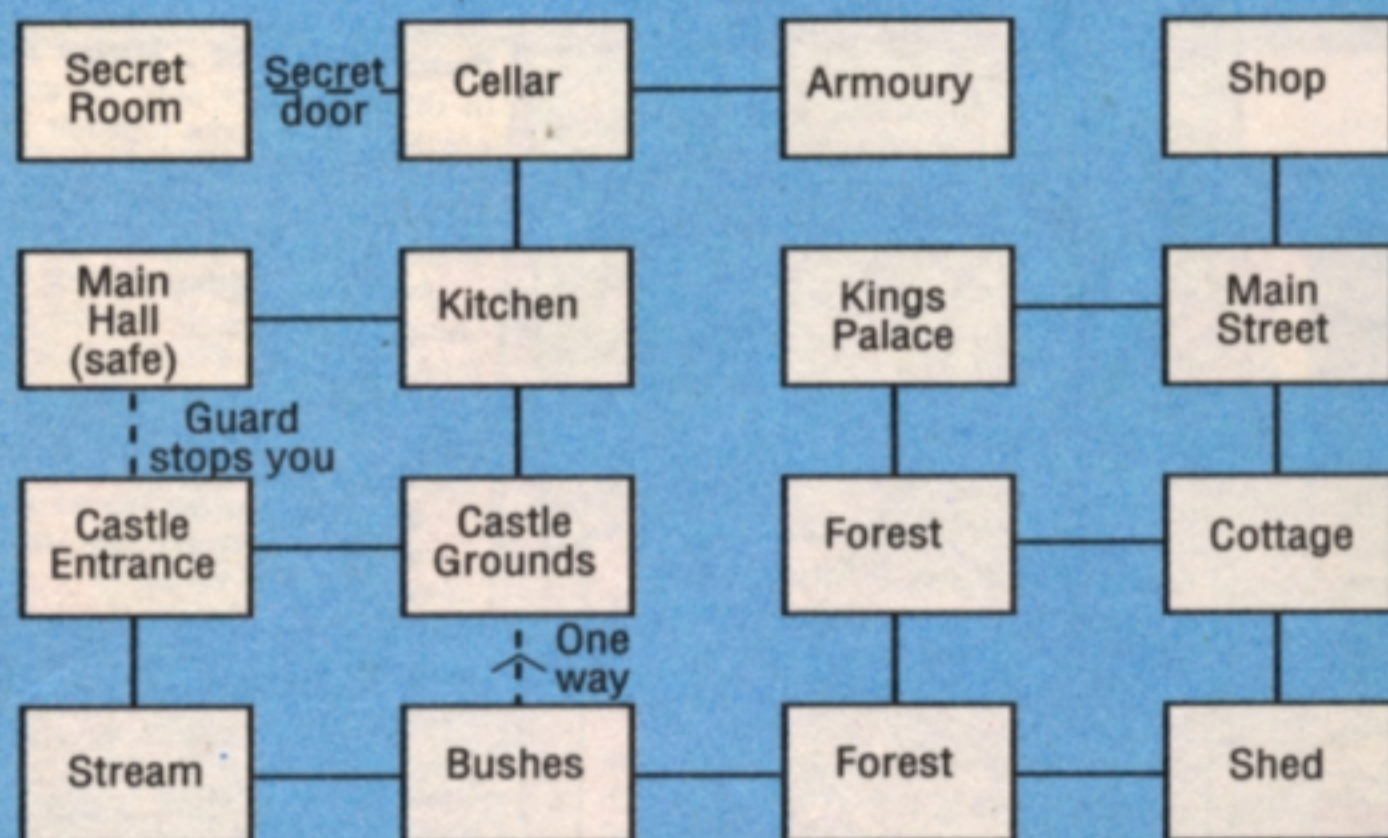 Secret
Room
Secret
door
Cellar
Armoury
Shop
Main
Hall
(safe)
Kitchen
Kings
Palace
Main
Street
Guard
stops you
Castle
Entrance
Castle
Grounds
Forest
Cottage
One
way
Stream
Bushes
Forest
Shed